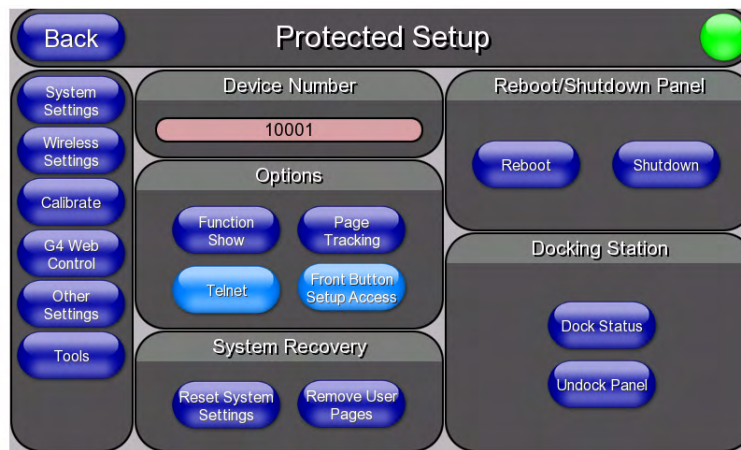 Back
Protected Setup
System
Settings
Wireless
Settings
Calibrate
G4 Web
Control
Other
Settings
Tools
Device Number
10001
Options
Function
Show
Page
Tracking
Telnet
Front Button
Setup Access
System Recovery
Reset System
Settings
Remove User
Pages
Reboot/Shutdown Panel
Reboot
Shutdown
Docking Station
Dock Status
Undock Panel